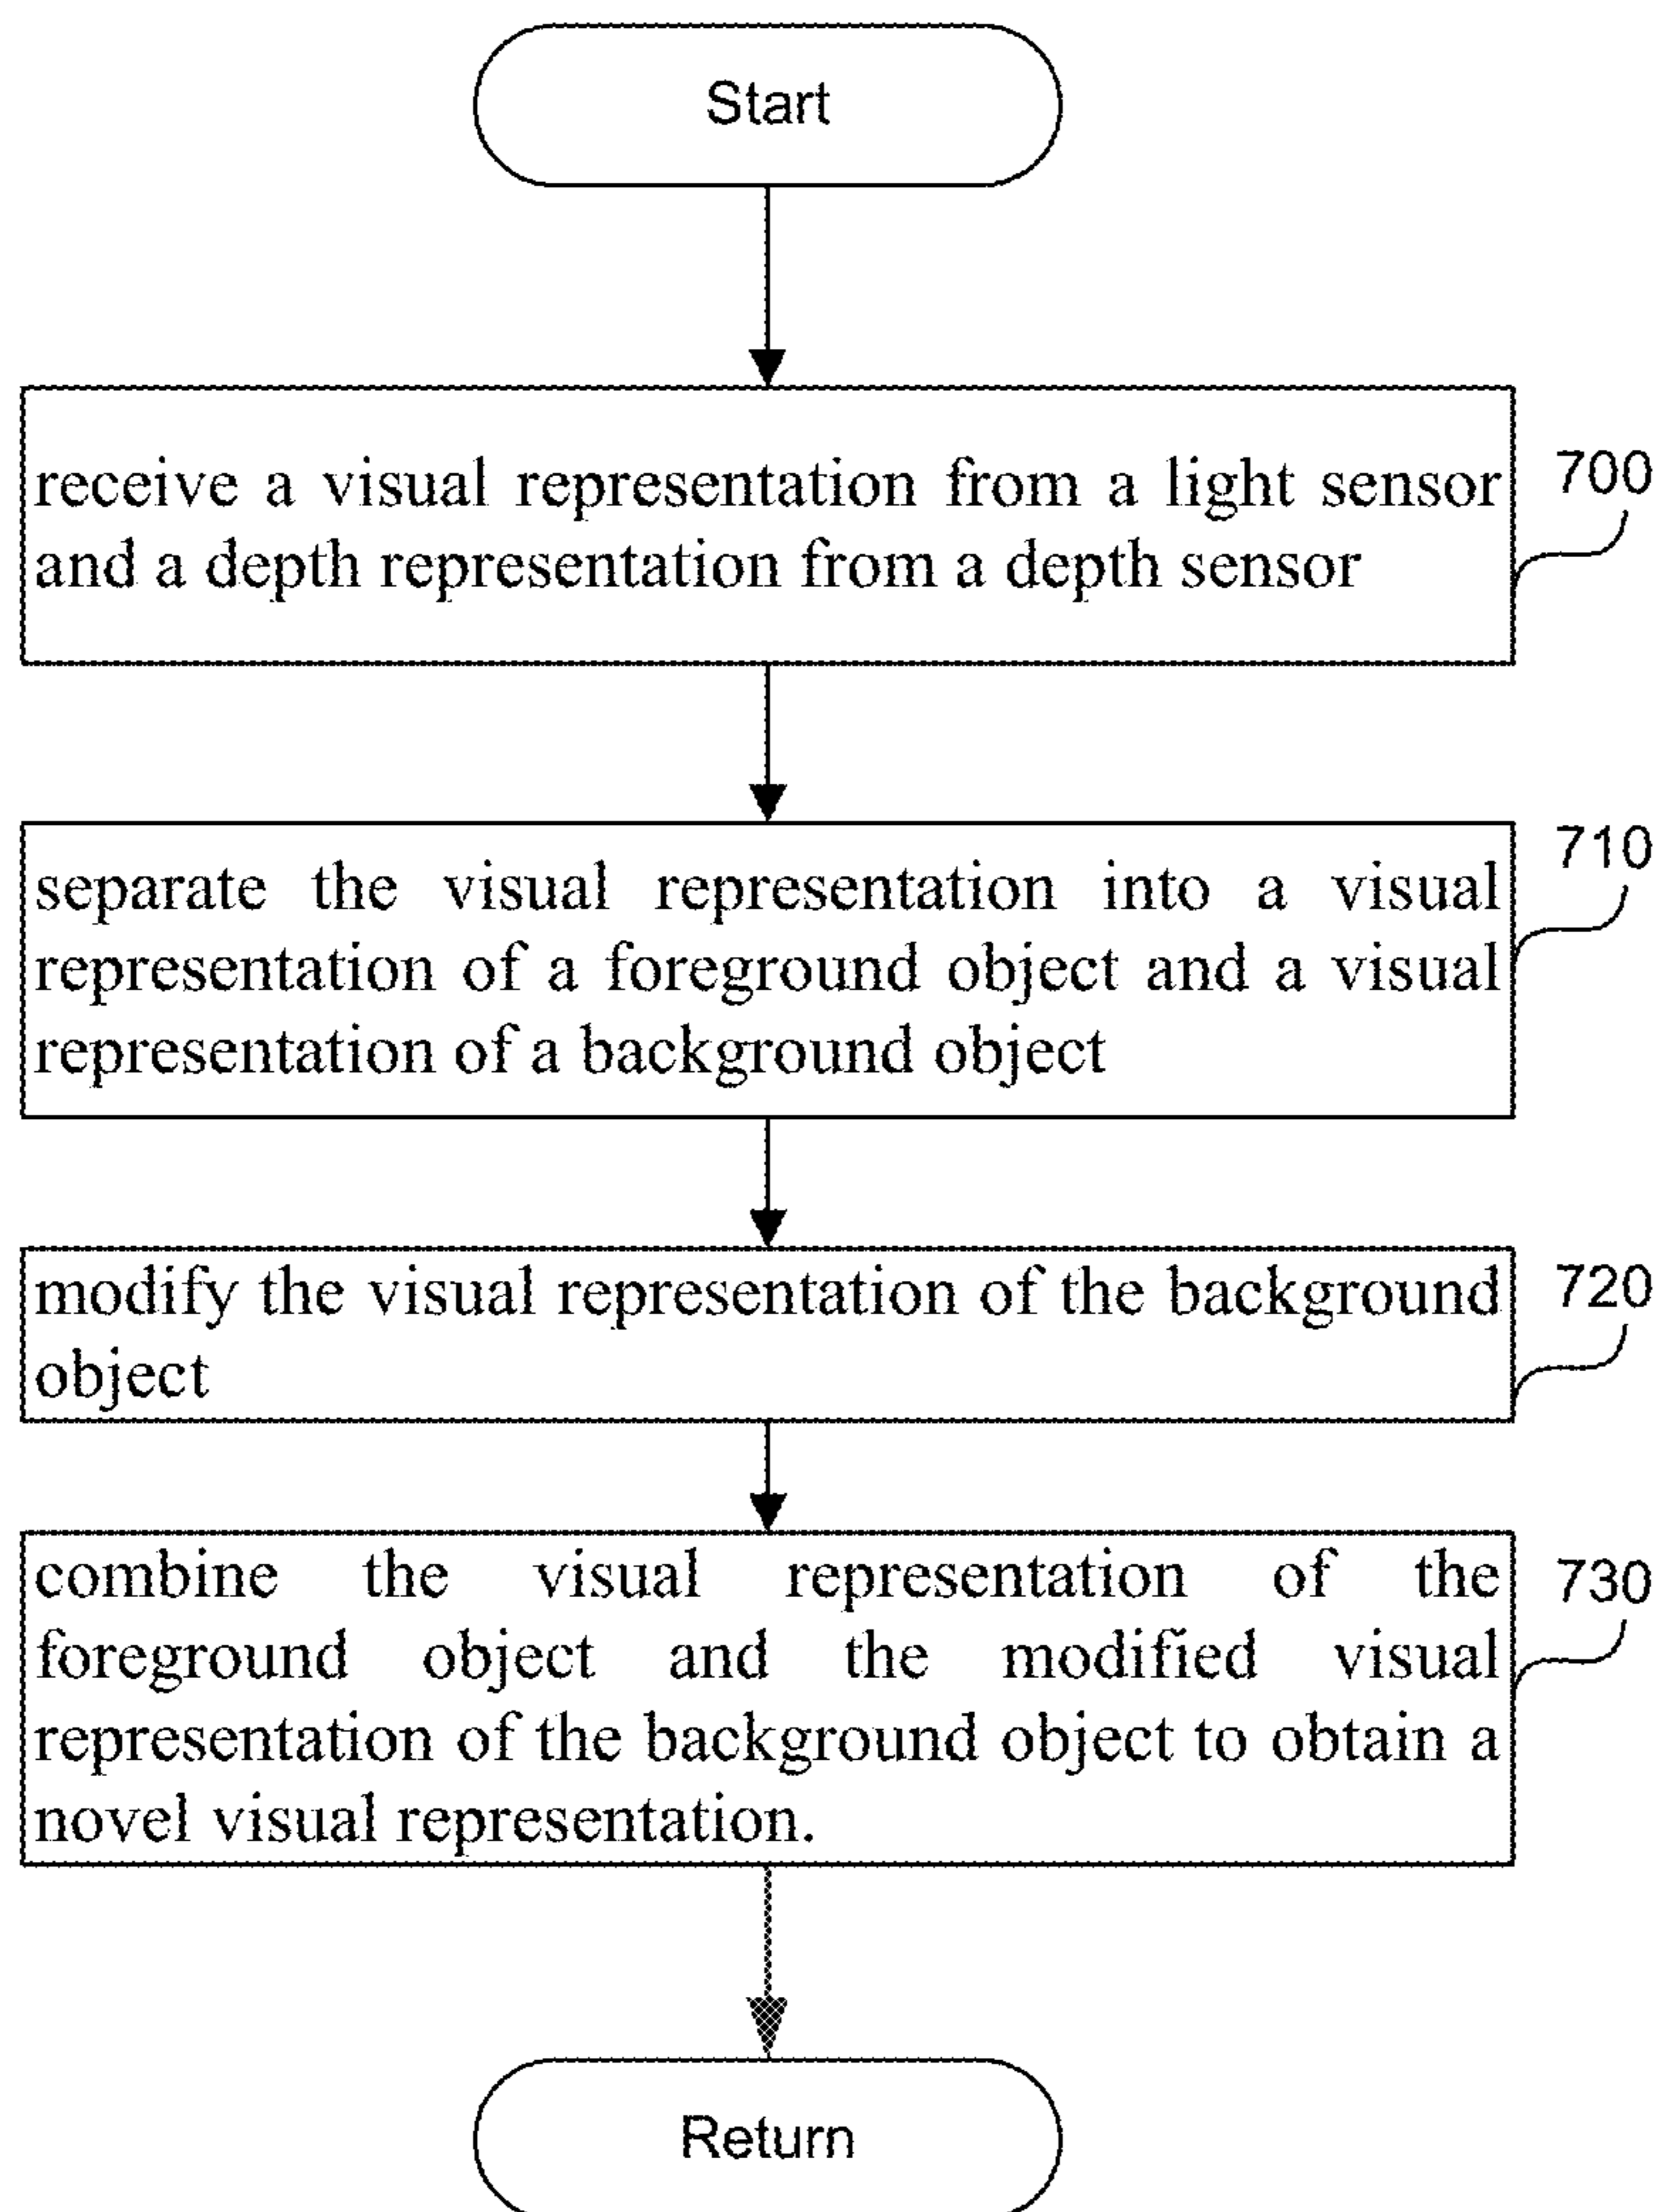 Start
receive a visual representation from a light sensor
and a depth representation from a depth sensor
700
separate the visual representation into a visual
representation of a foreground object and a visual
representation of a background object
710
modify the visual representation of the background
object
720
combine the visual representation of the
foreground object and the modified visual
representation of the background object to obtain a
novel visual representation.
730
Return